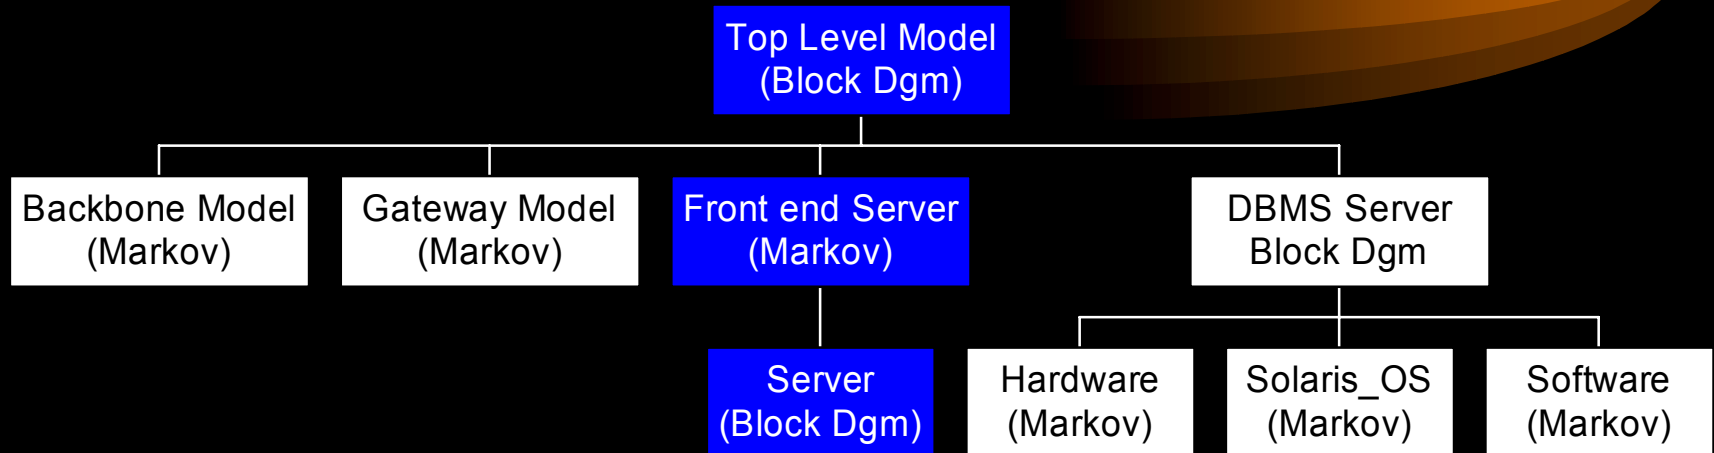 Top Level Model
(Block Dgm)
Backbone Model
(Markov)
Gateway Model
(Markov)
Front end Server
(Markov)
DBMS Server
Block Dgm
Server
(Block Dgm)
Hardware
(Markov)
Solaris_OS
(Markov)
Software
(Markov)